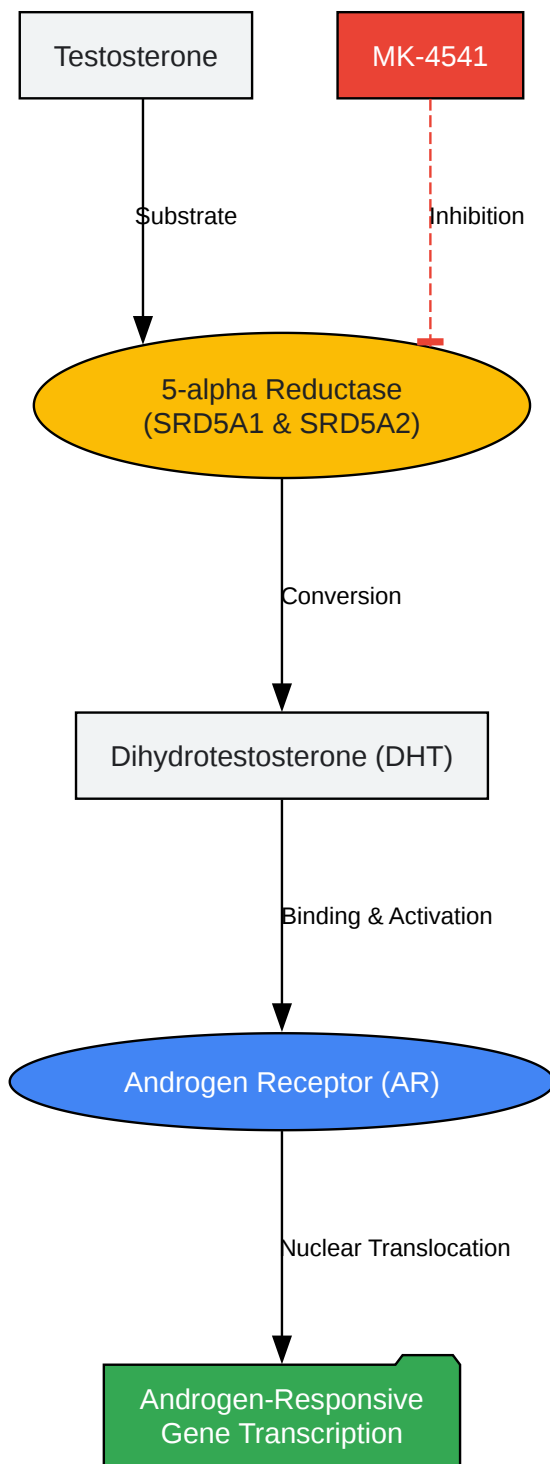 Testosterone
MK-4541
Substrate
Inhibition
5-alpha Reductase
(SRD5A1 & SRD5A2)
Conversion
Dihydrotestosterone (DHT)
Binding & Activation
Androgen Receptor (AR)
Nuclear Translocation
Androgen-Responsive
Gene Transcription